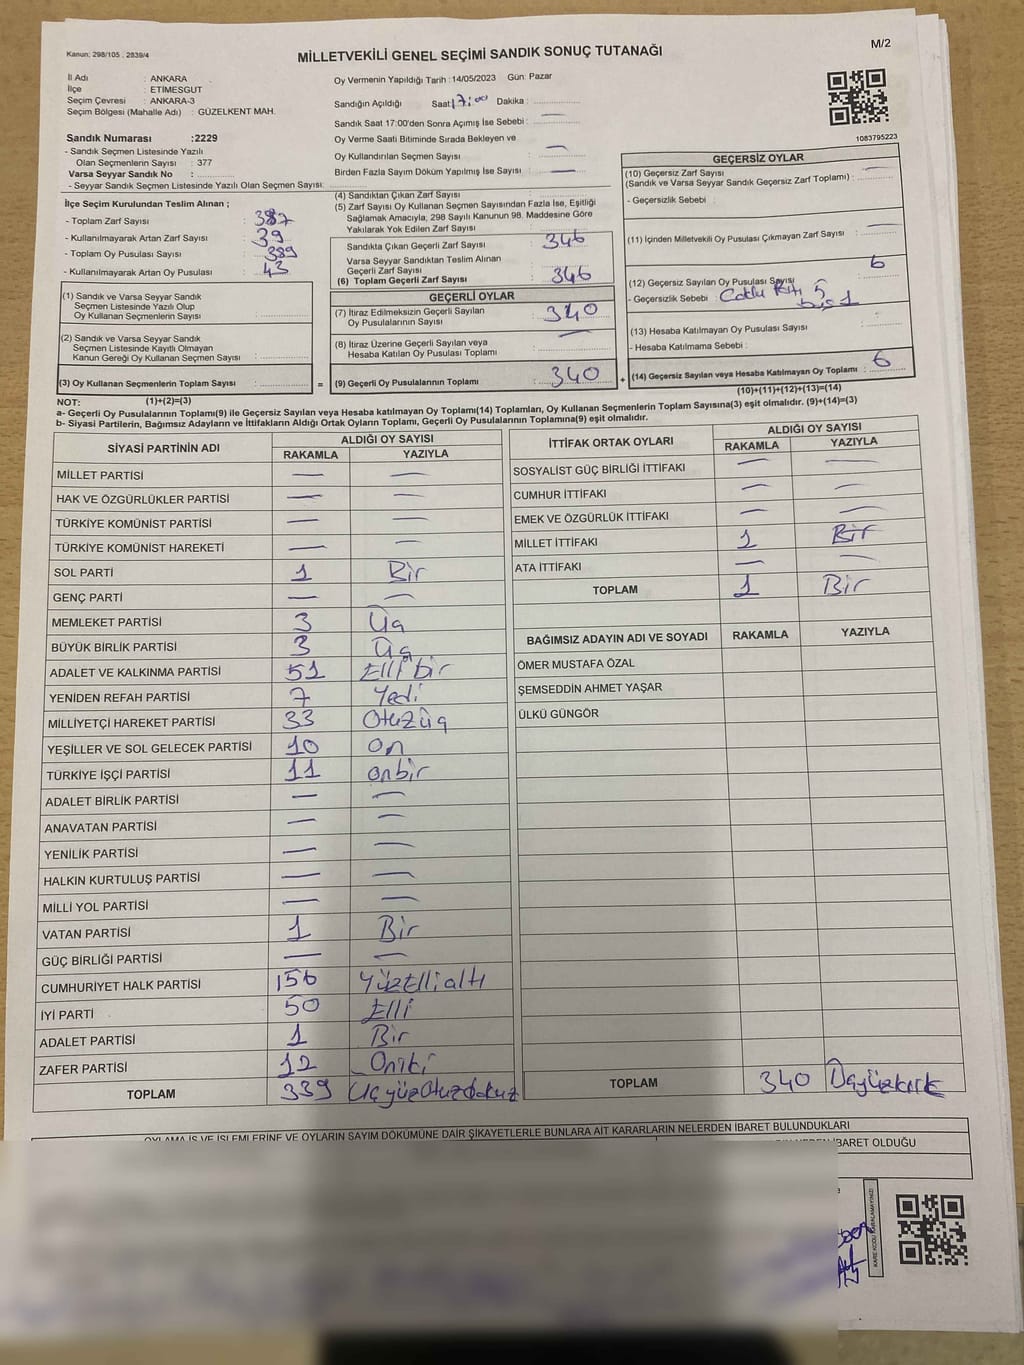 Kanun: 298/105 , 2839/4
MİLLETVEKİLİ GENEL SEÇİMİ SANDIK SONUÇ TUTANAĞI
M/2
İl Adı : ANKARA
İlçe : ETİMESGUT
Seçim Çevresi : ANKARA-3
Seçim Bölgesi (Mahalle Adı) : GÜZELKENT MAH.
Sandık Numarası :2229
- Sandık Seçmen Listesinde Yazılı
Olan Seçmenlerin Sayısı : 377
Varsa Seyyar Sandık No :
- Seyyar Sandık Seçmen Listesinde Yazılı Olan Seçmen Sayısı:
Oy Vermenin Yapıldığı Tarih : 14/05/2023 Gün: Pazar
Sandığın Açıldığı Saat 17:00 Dakika :
Sandık Saat 17:00'den Sonra Açımış İse Sebebi : —
Oy Verme Saati Bitiminde Sırada Bekleyen ve
Oy Kullandırılan Seçmen Sayısı : —
Birden Fazla Sayım Döküm Yapılmış İse Sayısı : —
1083795223
İlçe Seçim Kurulundan Teslim Alınan ;
- Toplam Zarf Sayısı : 387
- Kullanılmayarak Artan Zarf Sayısı : 39
- Toplam Oy Pusulası Sayısı : 389
- Kullanılmayarak Artan Oy Pusulası : 43
(1) Sandık ve Varsa Seyyar Sandık
Seçmen Listesinde Yazılı Olup
Oy Kullanan Seçmenlerin Sayısı :
(2) Sandık ve Varsa Seyyar Sandık
Seçmen Listesinde Kayıtlı Olmayan
Kanun Gereği Oy Kullanan Seçmen Sayısı :
(3) Oy Kullanan Seçmenlerin Toplam Sayısı :
(1)+(2)=(3)
(4) Sandıktan Çıkan Zarf Sayısı :
(5) Zarf Sayısı Oy Kullanan Seçmen Sayısından Fazla İse, Eşitliği
Sağlamak Amacıyla, 298 Sayılı Kanunun 98. Maddesine Göre
Yakılarak Yok Edilen Zarf Sayısı :
Sandıkta Çıkan Geçerli Zarf Sayısı : 346
Varsa Seyyar Sandıktan Teslim Alınan
Geçerli Zarf Sayısı :
(6) Toplam Geçerli Zarf Sayısı : 346
GEÇERLİ OYLAR
(7) İtiraz Edilmeksizin Geçerli Sayılan
Oy Pusulalarının Sayısı : 340
(8) İtiraz Üzerine Geçerli Sayılan veya
Hesaba Katılan Oy Pusulası Toplamı : —
= (9) Geçerli Oy Pusulalarının Toplamı : 340
GEÇERSİZ OYLAR
(10) Geçersiz Zarf Sayısı
(Sandık ve Varsa Seyyar Sandık Geçersiz Zarf Toplamı) : —
- Geçersizlik Sebebi :
(11) İçinden Milletvekili Oy Pusulası Çıkmayan Zarf Sayısı : —
(12) Geçersiz Sayılan Oy Pusulası Sayısı : 6
- Geçersizlik Sebebi : 5
1
(13) Hesaba Katılmayan Oy Pusulası Sayısı :
- Hesaba Katılmama Sebebi :
+ (14) Geçersiz Sayılan veya Hesaba Katılmayan Oy Toplamı : 6
(10)+(11)+(12)+(13)=(14)
NOT:
a- Geçerli Oy Pusulalarının Toplamı(9) ile Geçersiz Sayılan veya Hesaba katılmayan Oy Toplamı(14) Toplamları, Oy Kullanan Seçmenlerin Toplam Sayısına(3) eşit olmalıdır. (9)+(14)=(3)
b- Siyasi Partilerin, Bağımsız Adayların ve İttifakların Aldığı Ortak Oyların Toplamı, Geçerli Oy Pusulalarının Toplamına(9) eşit olmalıdır.
SİYASİ PARTİNİN ADI
ALDIĞI OY SAYISI
RAKAMLA YAZIYLA
MİLLET PARTİSİ — —
HAK VE ÖZGÜRLÜKLER PARTİSİ — —
TÜRKİYE KOMÜNİST PARTİSİ — —
TÜRKİYE KOMÜNİST HAREKETİ — —
SOL PARTİ 1 Bir
GENÇ PARTİ — —
MEMLEKET PARTİSİ 3 Üç
BÜYÜK BİRLİK PARTİSİ 3 Üç
ADALET VE KALKINMA PARTİSİ 51 Elli bir
YENİDEN REFAH PARTİSİ 7 Yedi
MİLLİYETÇİ HAREKET PARTİSİ 33 Otuzüç
YEŞİLLER VE SOL GELECEK PARTİSİ 10 On
TÜRKİYE İŞÇİ PARTİSİ 11 onbir
ADALET BİRLİK PARTİSİ — —
ANAVATAN PARTİSİ — —
YENİLİK PARTİSİ — —
HALKIN KURTULUŞ PARTİSİ — —
MİLLİ YOL PARTİSİ — —
VATAN PARTİSİ 1 Bir
GÜÇ BİRLİĞİ PARTİSİ — —
CUMHURİYET HALK PARTİSİ 156 YüzElli altı
İYİ PARTİ 50 Elli
ADALET PARTİSİ 1 Bir
ZAFER PARTİSİ 12 Oniki
TOPLAM 339 ÜçyüzOtuzdokuz
İTTİFAK ORTAK OYLARI
ALDIĞI OY SAYISI
RAKAMLA YAZIYLA
SOSYALİST GÜÇ BİRLİĞİ İTTİFAKI — —
CUMHUR İTTİFAKI — —
EMEK VE ÖZGÜRLÜK İTTİFAKI — —
MİLLET İTTİFAKI 1 Bir
ATA İTTİFAKI — —
TOPLAM 1 Bir
BAĞIMSIZ ADAYIN ADI VE SOYADI RAKAMLA YAZIYLA
ÖMER MUSTAFA ÖZAL
ŞEMSEDDİN AHMET YAŞAR
ÜLKÜ GÜNGÖR
TOPLAM 340 Üçyüzkırk
OYLAMA İŞ VE İŞLEMLERİNE VE OYLARIN SAYIM DÖKÜMÜNE DAİR ŞİKAYETLERLE BUNLARA AİT KARARLARIN NELERDEN İBARET BULUNDUKLARI
İBARET OLDUĞU
KARE KODU KARALAMAYINIZ!